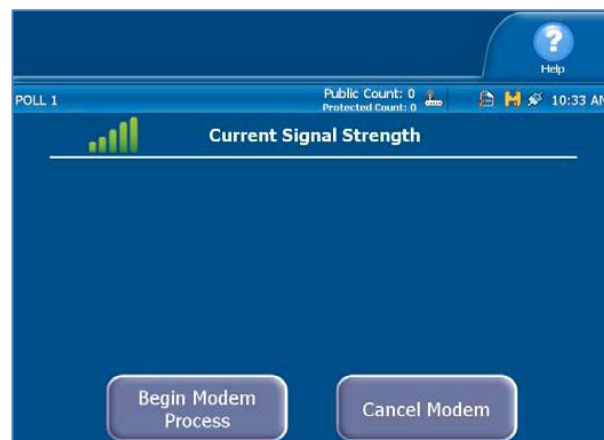 ?
Help
POLL 1
Public Count: 0
Protected Count: 0
10:33 AM
Current Signal Strength
Begin Modem
Process
Cancel Modem